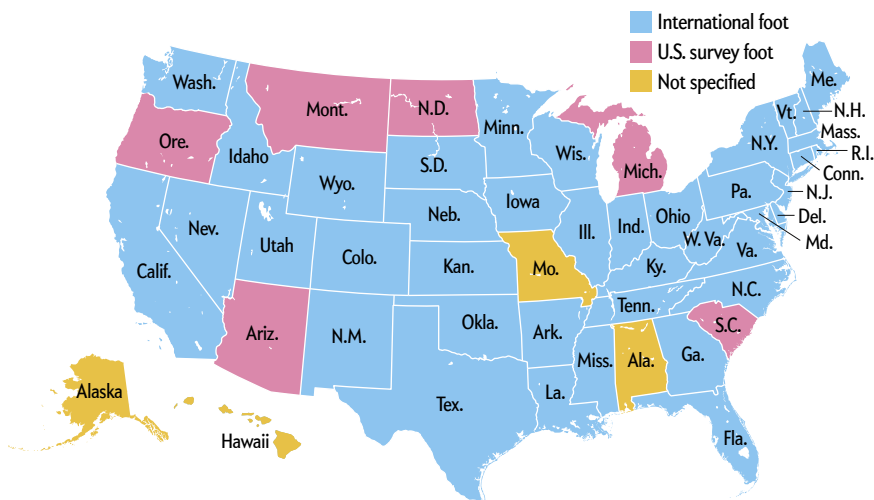 International foot
U.S. survey foot
Not specified
Wash.
Mont.
N.D.
Minn.
Me.
Vt.
N.H.
Mass.
Ore.
Idaho
S.D.
Wis.
Mich.
N.Y.
R.I.
Conn.
Wyo.
Iowa
Pa.
N.J.
Nev.
Neb.
Ill.
Ind.
Ohio
Del.
Md.
Utah
Colo.
W. Va.
Va.
Calif.
Kan.
Mo.
Ky.
N.C.
Tenn.
Ariz.
N.M.
Okla.
Ark.
S.C.
Miss.
Ala.
Ga.
Alaska
Tex.
La.
Hawaii
Fla.